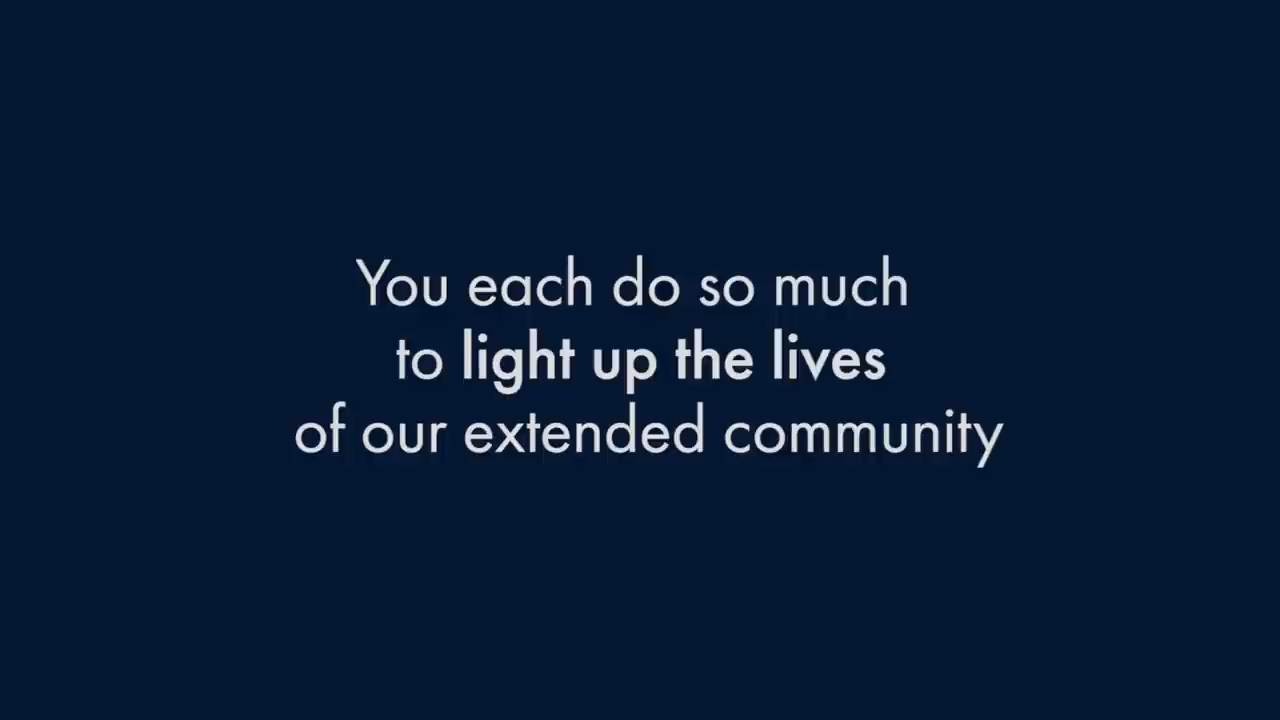 You each do so much
to light up the lives
of our extended community